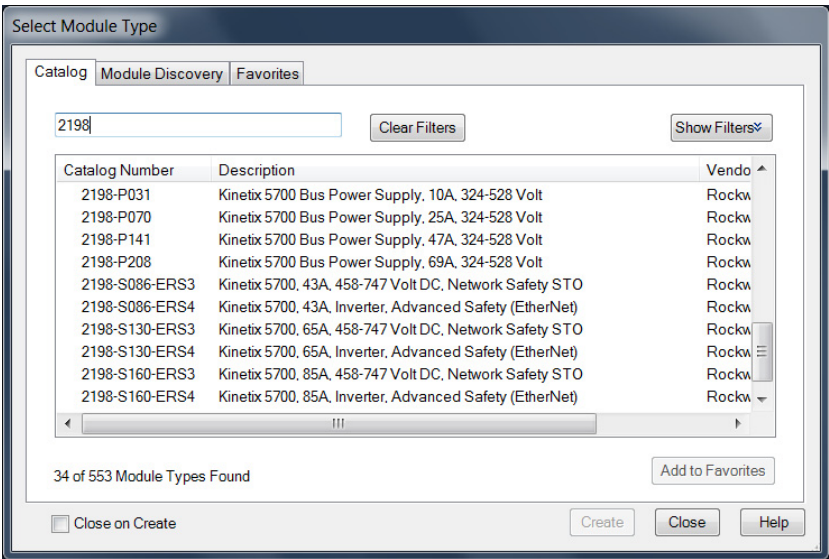 Select Module Type
Catalog Module Discovery Favorites
2198 Clear Filters Show Filters
Catalog Number Description Vendo
2198-P031 Kinetix 5700 Bus Power Supply, 10A, 324-528 Volt Rockw
2198-P070 Kinetix 5700 Bus Power Supply, 25A, 324-528 Volt Rockw
2198-P141 Kinetix 5700 Bus Power Supply, 47A, 324-528 Volt Rockw
2198-P208 Kinetix 5700 Bus Power Supply, 69A, 324-528 Volt Rockw
2198-S086-ERS3 Kinetix 5700, 43A, 458-747 Volt DC, Network Safety STO Rockw
2198-S086-ERS4 Kinetix 5700, 43A, Inverter, Advanced Safety (EtherNet) Rockw
2198-S130-ERS3 Kinetix 5700, 65A, 458-747 Volt DC, Network Safety STO Rockw
2198-S130-ERS4 Kinetix 5700, 65A, Inverter, Advanced Safety (EtherNet) Rockw
2198-S160-ERS3 Kinetix 5700, 85A, 458-747 Volt DC, Network Safety STO Rockw
2198-S160-ERS4 Kinetix 5700, 85A, Inverter, Advanced Safety (EtherNet) Rockw
34 of 553 Module Types Found Add to Favorites
Close on Create Create Close Help